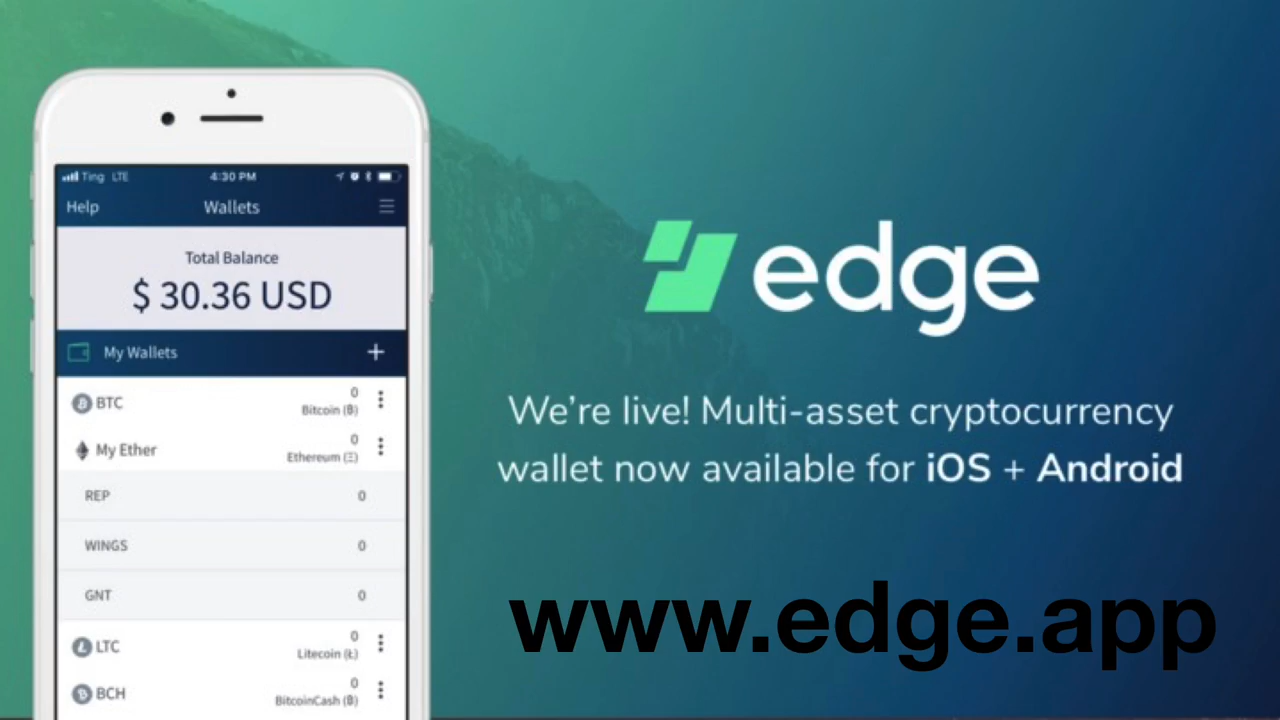 Ting LTE 4:30 PM
Help Wallets
Total Balance
$ 30.36 USD
My Wallets +
BTC 0
Bitcoin (฿)
My Ether 0
Ethereum (Ξ)
REP 0
WINGS 0
GNT 0
LTC 0
Litecoin (Ł)
BCH 0
BitcoinCash (฿)
edge
We're live! Multi-asset cryptocurrency
wallet now available for iOS + Android
www.edge.app